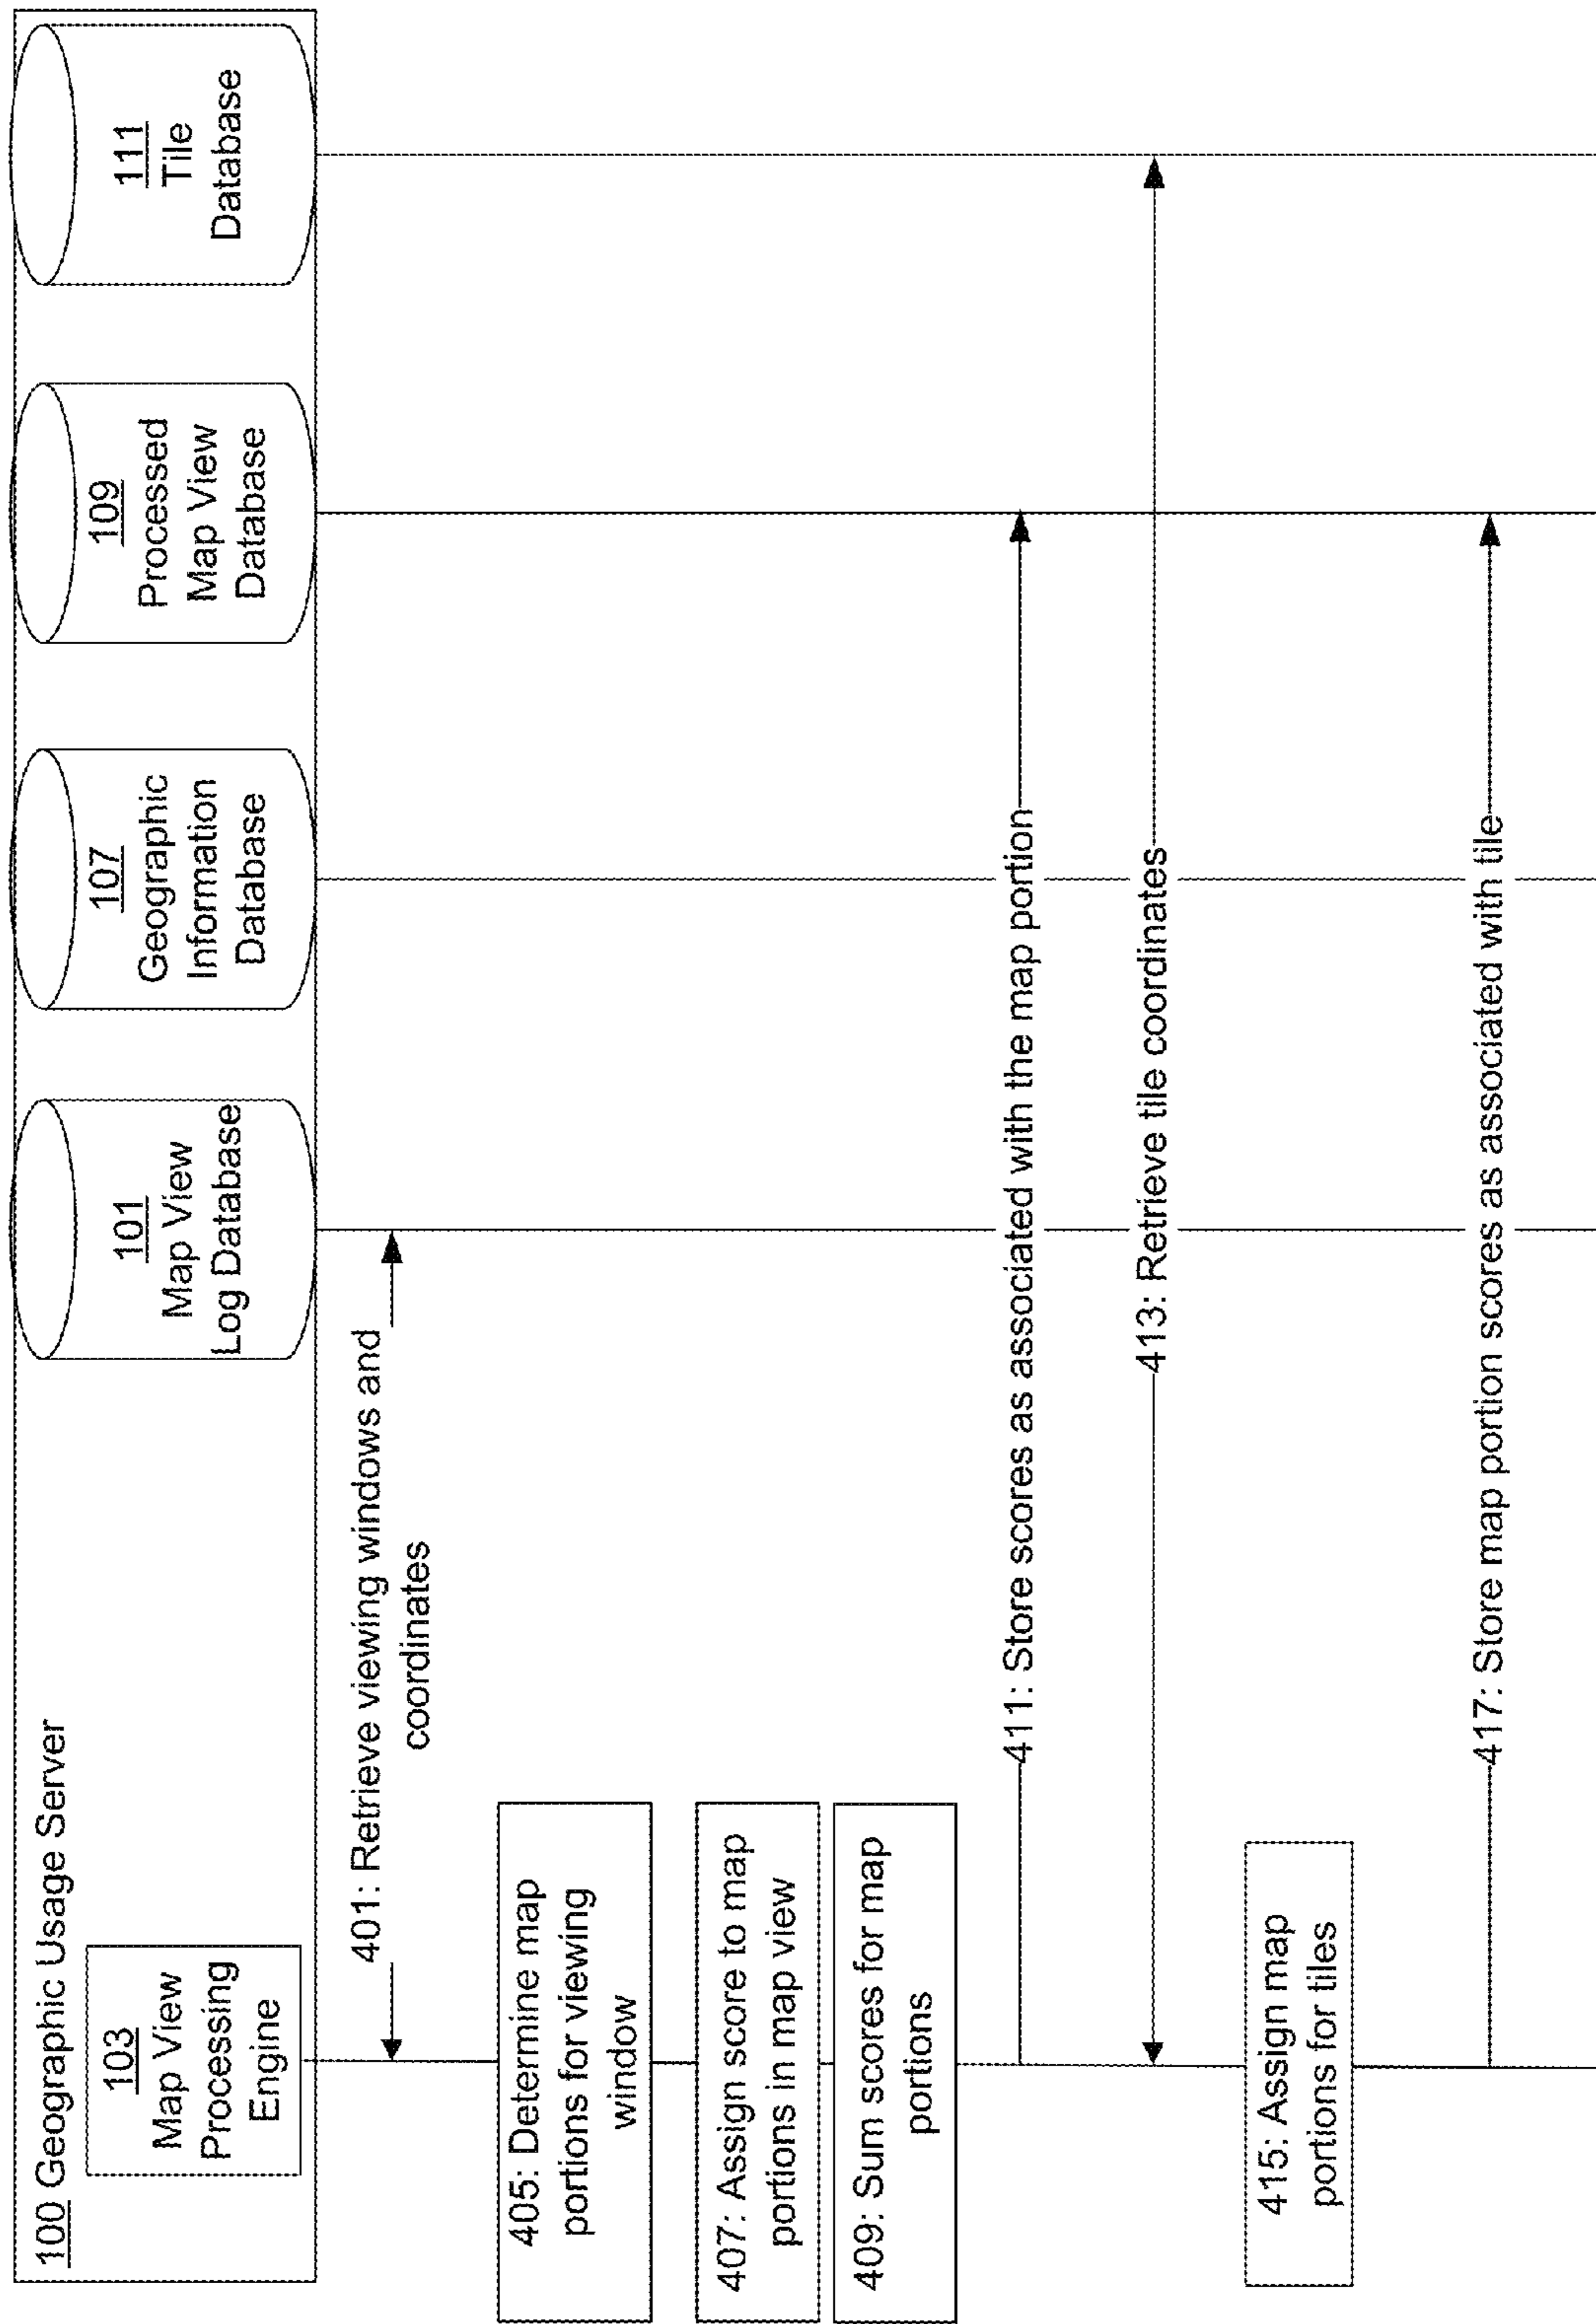 100 Geographic Usage Server
103
Map View
Processing
Engine
101
Map View
Log Database
107
Geographic
Information
Database
109
Processed
Map View
Database
111
Tile
Database
401: Retrieve viewing windows and
coordinates
405: Determine map
portions for viewing
window
407: Assign score to map
portions in map view
409: Sum scores for map
portions
411: Store scores as associated with the map portion
413: Retrieve tile coordinates
415: Assign map
portions for tiles
417: Store map portion scores as associated with tile